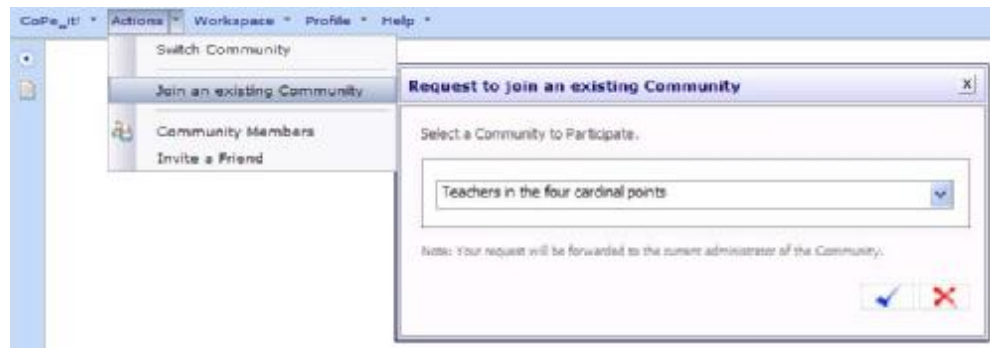 CoPe_it! Actions Workspace Profile Help
Switch Community
Join an existing Community
Community Members
Invite a Friend
Request to join an existing Community
X
Select a Community to Participate.
Teachers in the four cardinal points
Note: Your request will be forwarded to the current administrator of the Community.